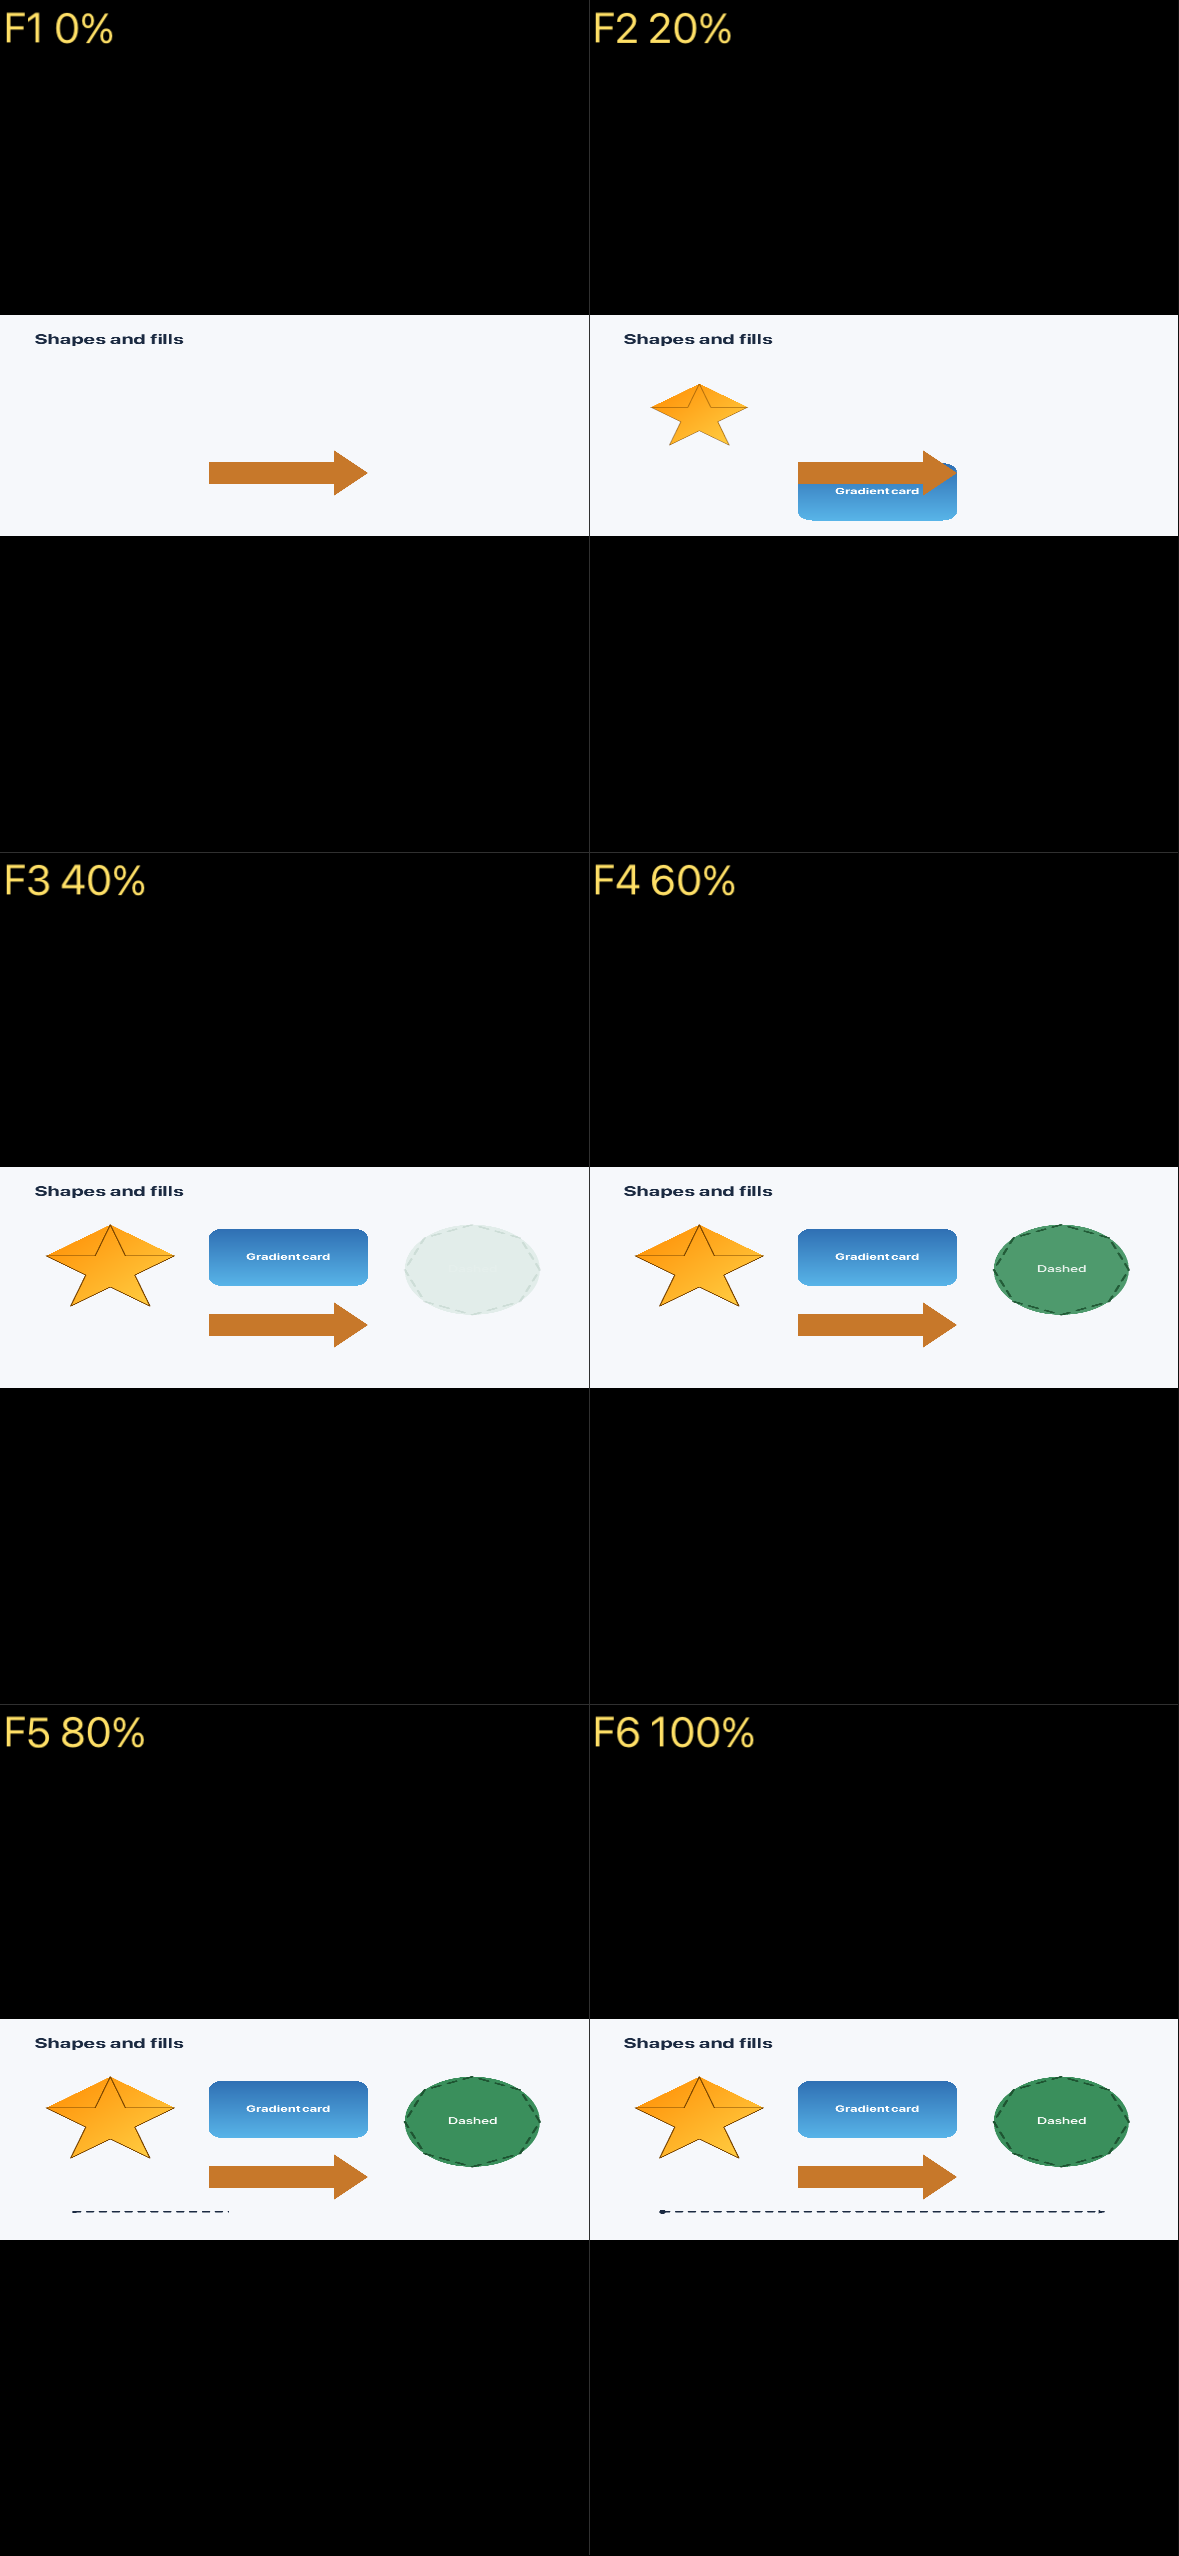 F1 0%
Shapes and fills
F2 20%
Shapes and fills
Gradient card
F3 40%
Shapes and fills
Gradient card
F4 60%
Shapes and fills
Gradient card
Dashed
F5 80%
Shapes and fills
Gradient card
Dashed
F6 100%
Shapes and fills
Gradient card
Dashed